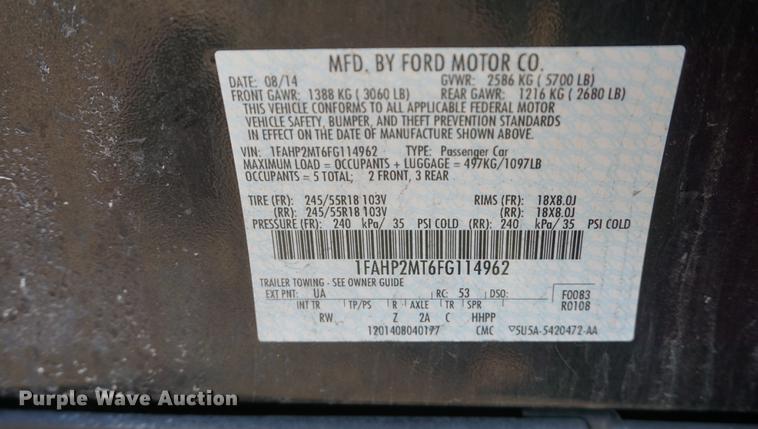 MFD. BY FORD MOTOR CO.
DATE: 08/14 GVWR: 2586 KG ( 5700 LB)
FRONT GAWR: 1388 KG ( 3060 LB) REAR GAWR: 1216 KG ( 2680 LB)
THIS VEHICLE CONFORMS TO ALL APPLICABLE FEDERAL MOTOR
VEHICLE SAFETY, BUMPER, AND THEFT PREVENTION STANDARDS
IN EFFECT ON THE DATE OF MANUFACTURE SHOWN ABOVE.
VIN: 1FAHP2MT6FG114962 TYPE: Passenger Car
MAXIMUM LOAD = OCCUPANTS + LUGGAGE = 497KG/1097LB
OCCUPANTS = 5 TOTAL; 2 FRONT, 3 REAR
TIRE (FR): 245/55R18 103V RIMS (FR): 18X8.0J
(RR): 245/55R18 103V (RR): 18X8.0J
PRESSURE (FR): 240 kPa/ 35 PSI COLD (RR): 240 kPa/ 35 PSI COLD
1FAHP2MT6FG114962
TRAILER TOWING - SEE OWNER GUIDE
EXT PNT: UA RC: 53 DSO: F0083
INT TR TP/PS R AXLE TR SPR R0108
RW Z 2A C HHPP
1201408040177 CMC ▽5U5A-5420472-AA
Purple Wave Auction